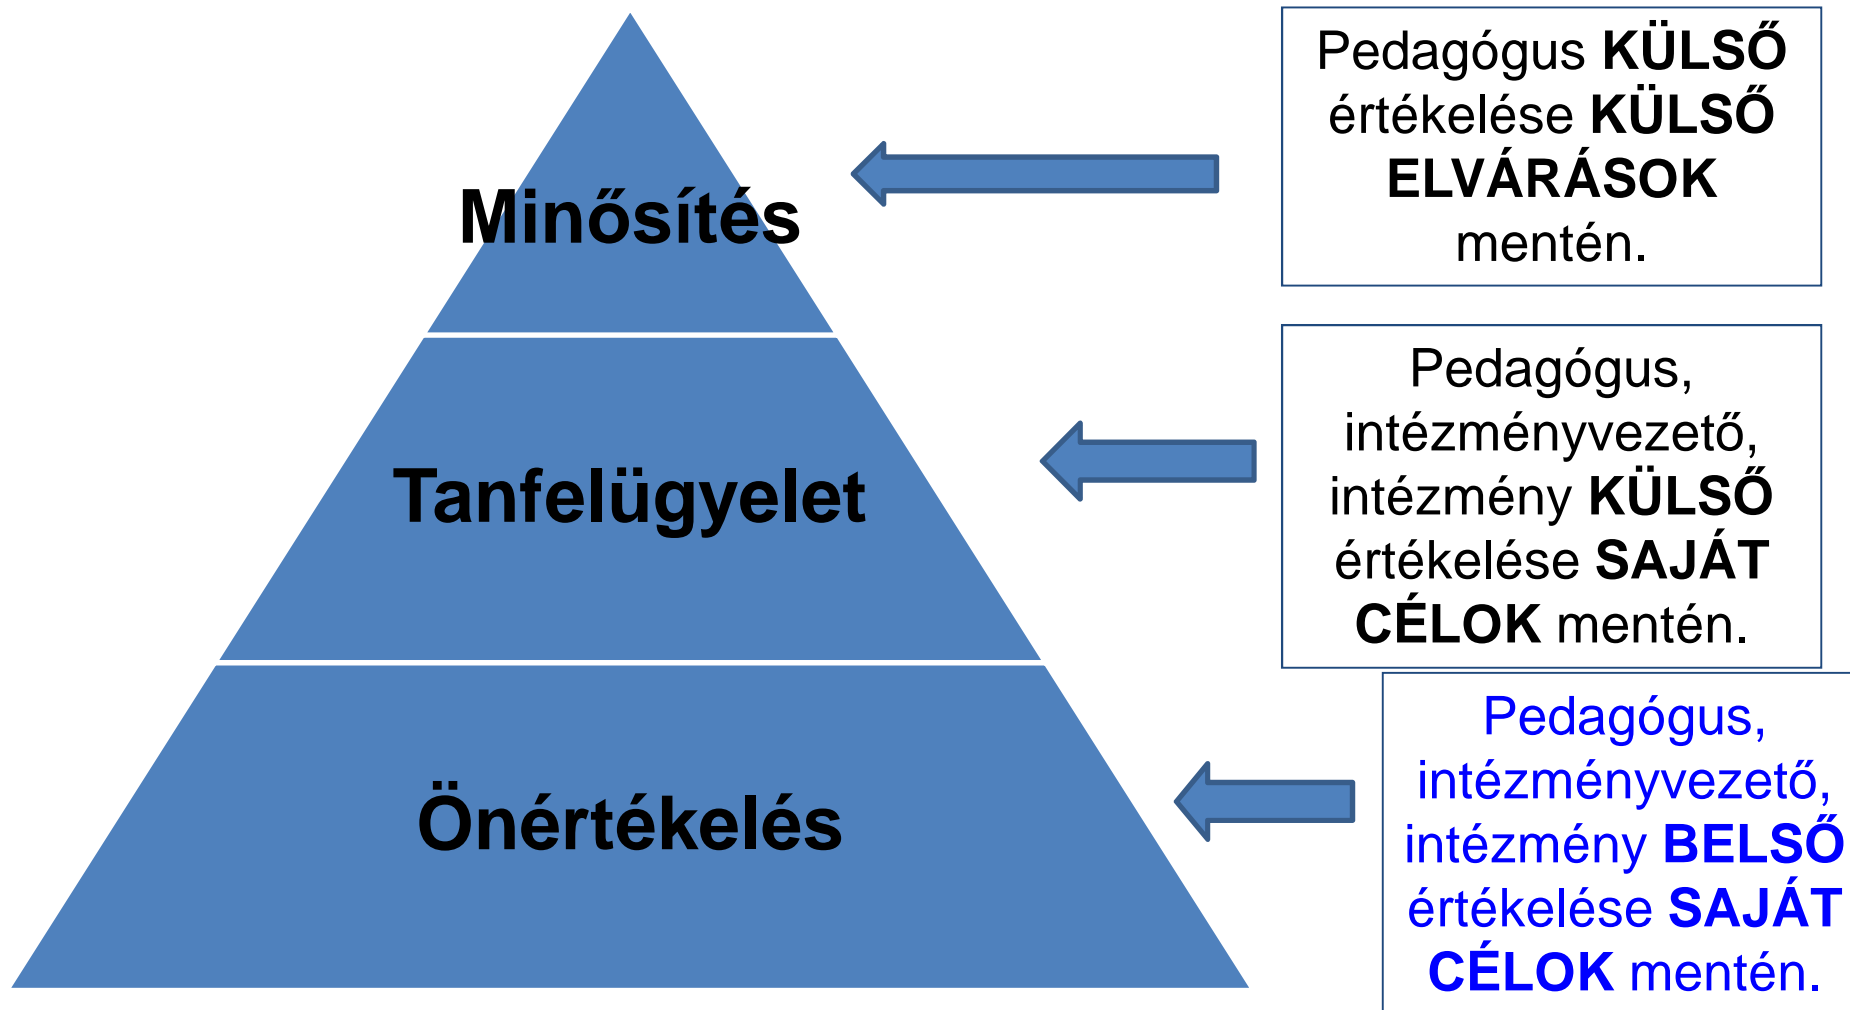 Minősítés
Pedagógus KÜLSŐ
értékelése KÜLSŐ
ELVÁRÁSOK
mentén.
Tanfelügyelet
Pedagógus,
intézményvezető,
intézmény KÜLSŐ
értékelése SAJÁT
CÉLOK mentén.
Önértékelés
Pedagógus,
intézményvezető,
intézmény BELSŐ
értékelése SAJÁT
CÉLOK mentén.